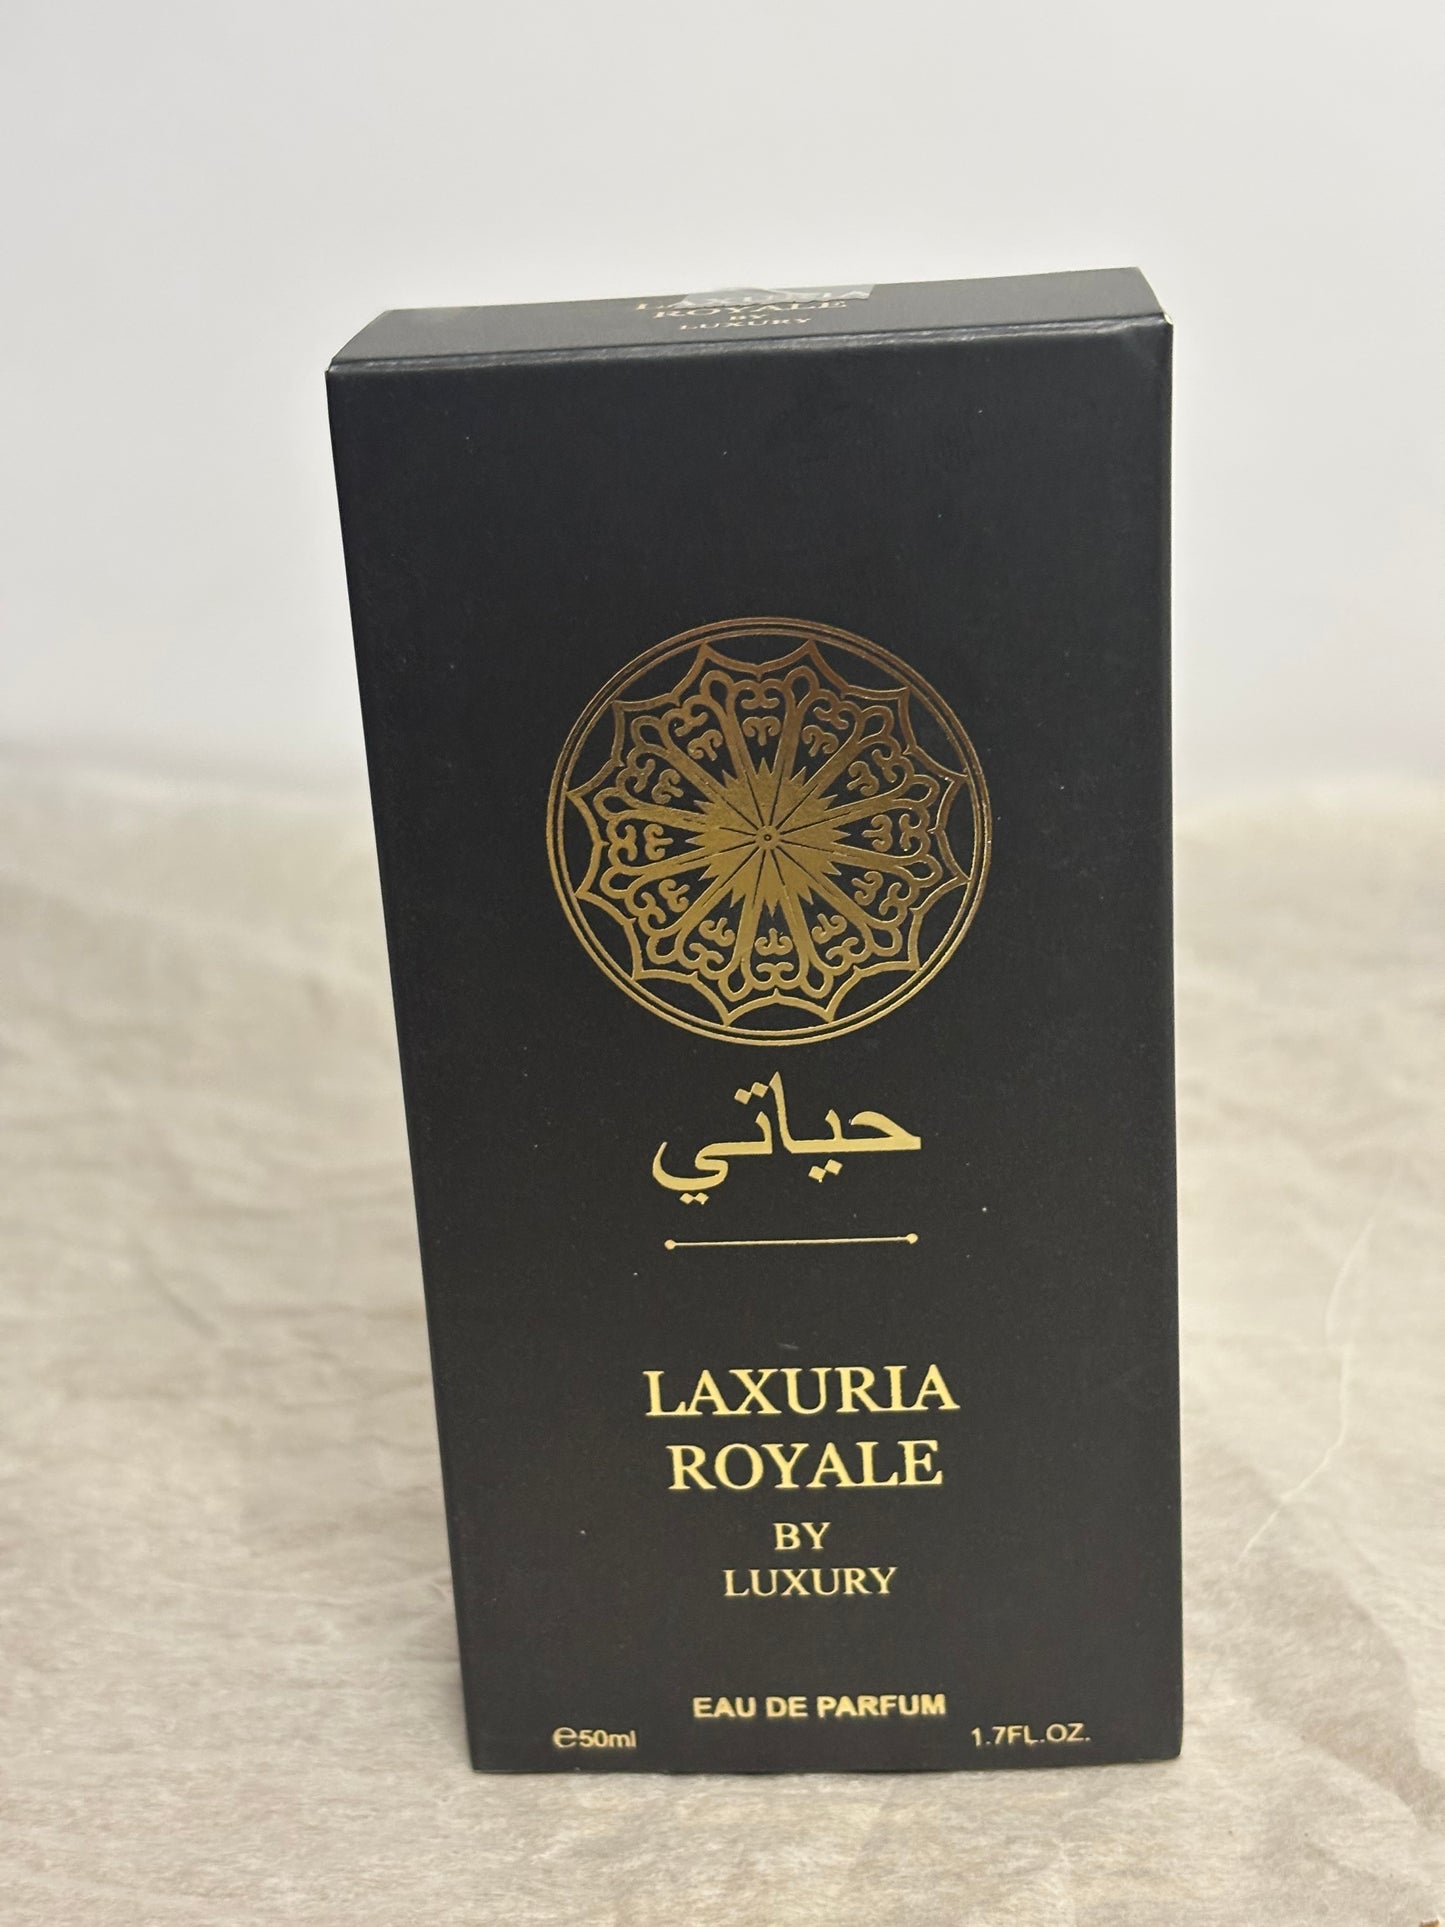 LAXURIA
ROYALE
BY
LUXURY
حياتي
LAXURIA
ROYALE
BY
LUXURY
EAU DE PARFUM
℮50ml
1.7FL.OZ.